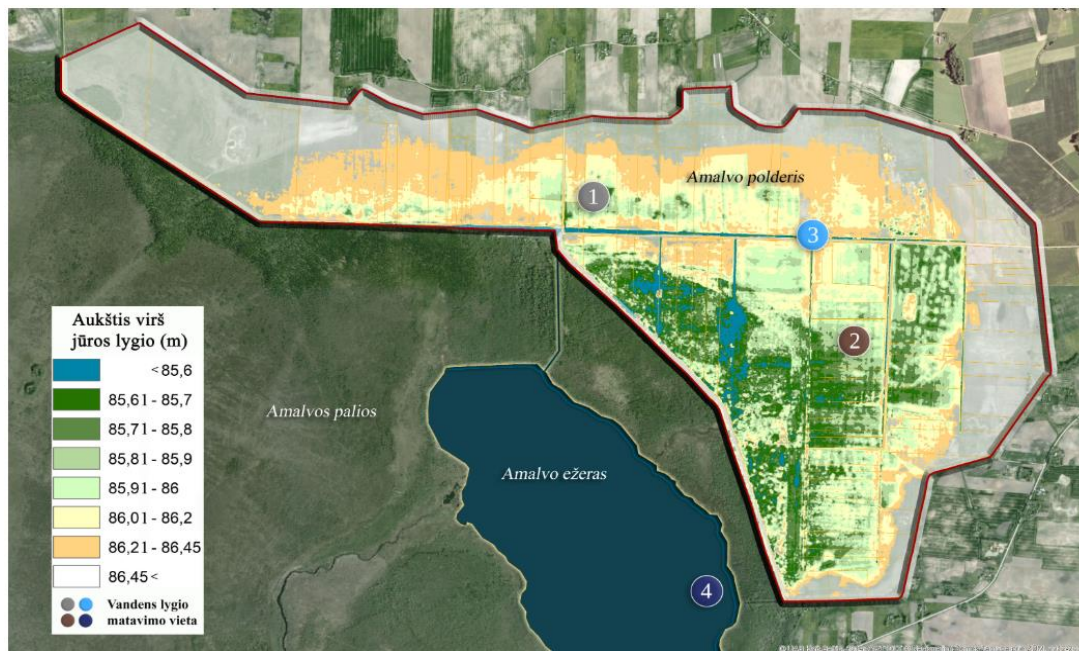 Amalvo polderis
1
3
2
Aukštis virš
jūros lygio (m)
<85,6
85,61 - 85,7
85,71 - 85,8
85,81 - 85,9
85,91 - 86
86,01 - 86,2
86,21 - 86,45
86,45<
Vandens lygio
matavimo vieta
Amalvos palios
Amalvo ežeras
4